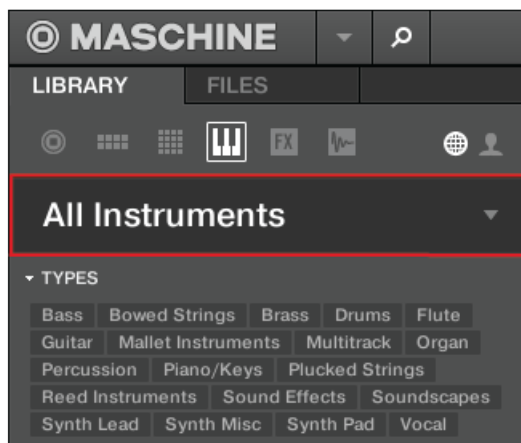 MASCHINE
LIBRARY FILES
FX
All Instruments
TYPES
Bass Bowed Strings Brass Drums Flute
Guitar Mallet Instruments Multitrack Organ
Percussion Piano/Keys Plucked Strings
Reed Instruments Sound Effects Soundscapes
Synth Lead Synth Misc Synth Pad Vocal